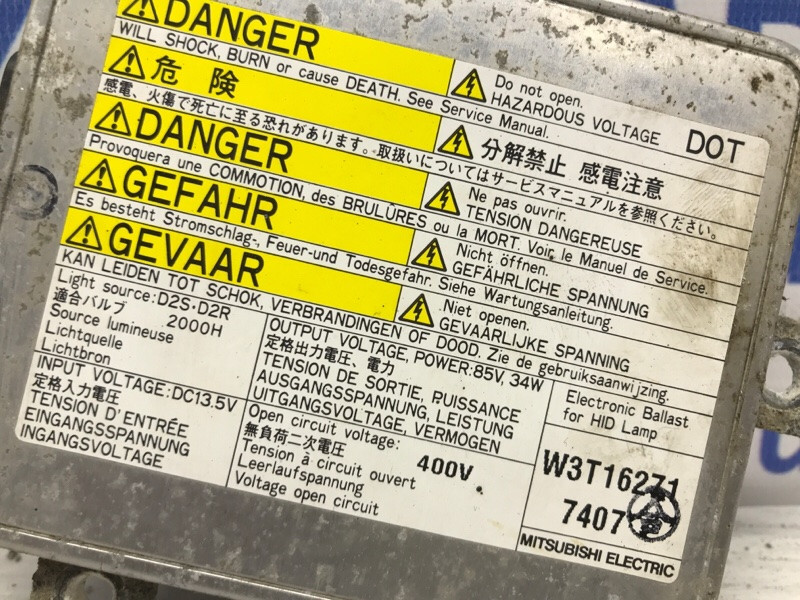 DANGER
WILL SHOCK, BURN or cause DEATH. See Service Manual.
Do not open.
HAZARDOUS VOLTAGE
DOT
危険
感電、火傷で死亡に至る恐れがあります。取扱いについてはサービスマニュアルを参照ください。
分解禁止 感電注意
DANGER
Provoquera une COMMOTION, des BRULÛRES ou la MORT. Voir le Manuel de Service.
Ne pas ouvrir.
TENSION DANGEREUSE
GEFAHR
Es besteht Stromschlag-, Feuer-und Todesgefahr. Siehe Wartungsanleitung.
Nicht öffnen.
GEFÄHRLICHE SPANNUNG
GEVAAR
KAN LEIDEN TOT SCHOK, VERBRANDINGEN OF DOOD. Zie de gebruiksaanwijzing.
Niet openen.
GEVAARLIJKE SPANNING
Light source:D2S·D2R
適合バルブ 2000H
Source lumineuse
Lichtquelle
Lichtbron
INPUT VOLTAGE:DC13.5V
定格入力電圧
TENSION D'ENTRÉE
EINGANGSSPANNUNG
INGANGSVOLTAGE
OUTPUT VOLTAGE, POWER:85V, 34W
定格出力電圧、電力
TENSION DE SORTIE, PUISSANCE
AUSGANGSSPANNUNG, LEISTUNG
UITGANGSVOLTAGE, VERMOGEN
Open circuit voltage:
無負荷二次電圧
400V
Tension à circuit ouvert
Leerlaufspannung
Voltage open circuit
Electronic Ballast
for HID Lamp
W3T16271
7407
MITSUBISHI ELECTRIC